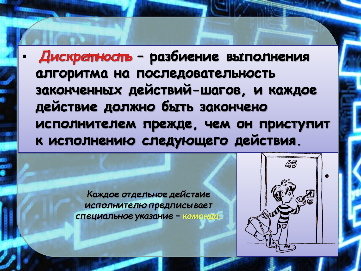 • Дискретность – разбиение выполнения
алгоритма на последовательность
законченных действий-шагов, и каждое
действие должно быть закончено
исполнителем прежде, чем он приступит
к исполнению следующего действия.
Каждое отдельное действие
исполнителю предписывает
специальное указание – команда.